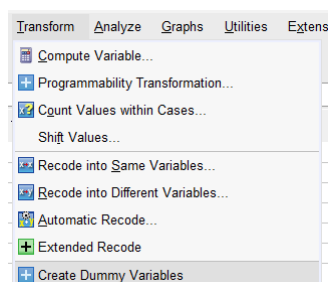 Transform Analyze Graphs Utilities Extens
Compute Variable...
Programmability Transformation...
Count Values within Cases...
Shift Values...
Recode into Same Variables...
Recode into Different Variables...
Automatic Recode...
Extended Recode
Create Dummy Variables